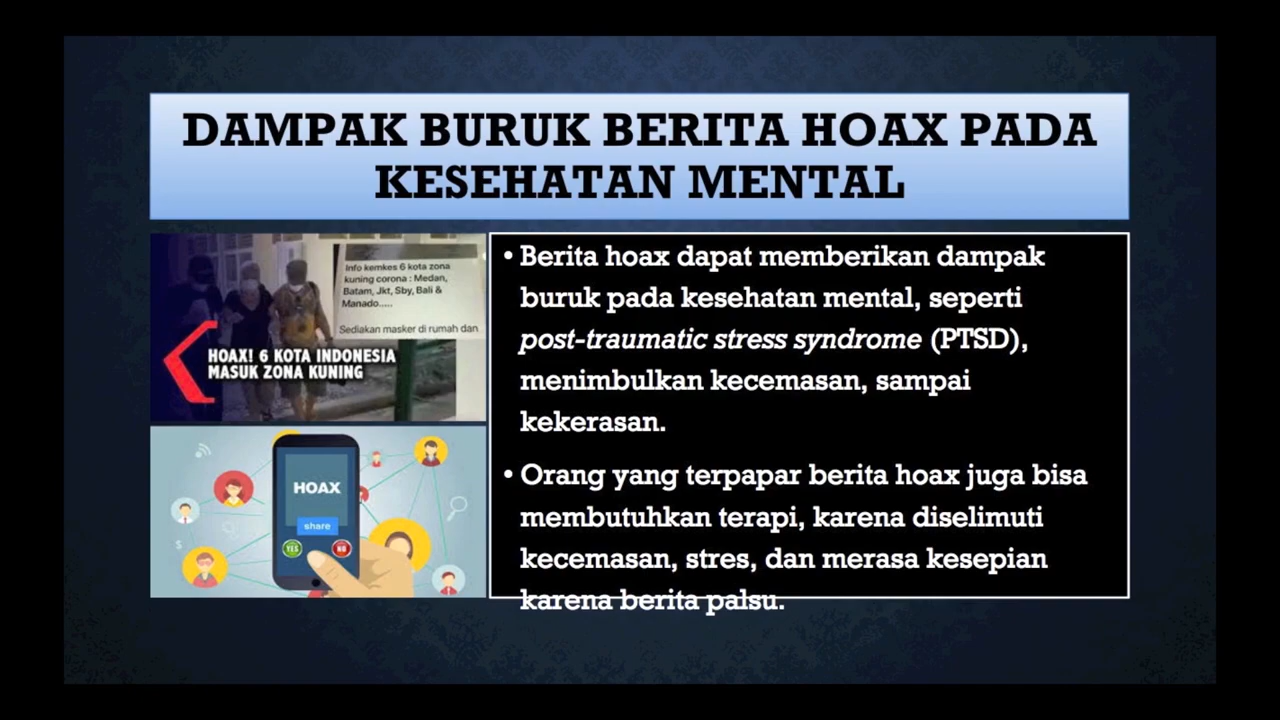 DAMPAK BURUK BERITA HOAX PADA
KESEHATAN MENTAL
Info kemkes 6 kota zona
kuning corona : Medan,
Batam, Jkt, Sby, Bali &
Manado.....
Sediakan masker di rumah dan
HOAX! 6 KOTA INDONESIA
MASUK ZONA KUNING
HOAX
share
YES
NO
$
• Berita hoax dapat memberikan dampak
buruk pada kesehatan mental, seperti
post-traumatic stress syndrome (PTSD),
menimbulkan kecemasan, sampai
kekerasan.
• Orang yang terpapar berita hoax juga bisa
membutuhkan terapi, karena diselimuti
kecemasan, stres, dan merasa kesepian
karena berita palsu.